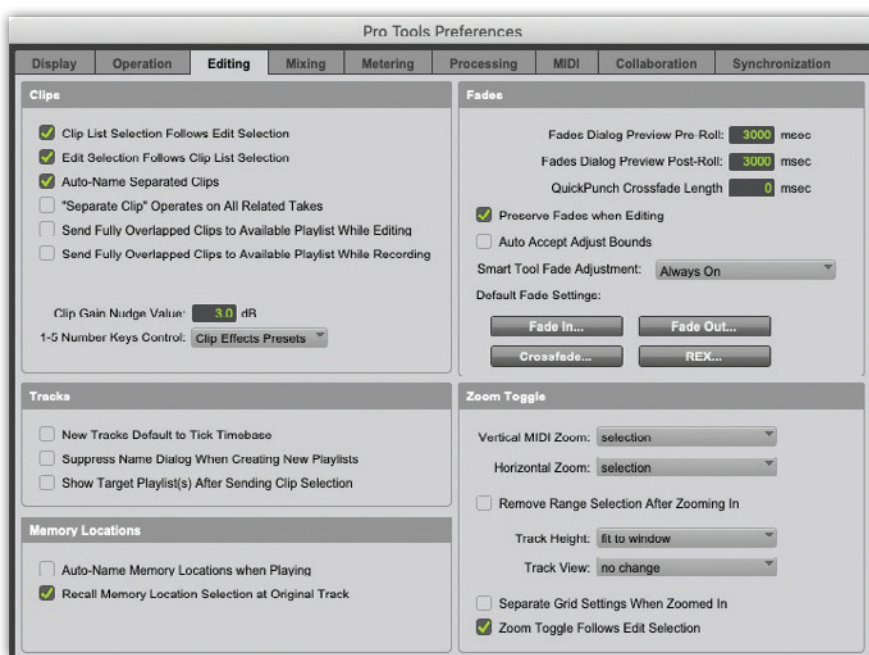 Pro Tools Preferences
Display Operation Editing Mixing Metering Processing MIDI Collaboration Synchronization
Clips
Clip List Selection Follows Edit Selection
Edit Selection Follows Clip List Selection
Auto-Name Separated Clips
"Separate Clip" Operates on All Related Takes
Send Fully Overlapped Clips to Available Playlist While Editing
Send Fully Overlapped Clips to Available Playlist While Recording
Clip Gain Nudge Value: 3.0 dB
1-5 Number Keys Control: Clip Effects Presets
Tracks
New Tracks Default to Tick Timebase
Suppress Name Dialog When Creating New Playlists
Show Target Playlist(s) After Sending Clip Selection
Memory Locations
Auto-Name Memory Locations when Playing
Recall Memory Location Selection at Original Track
Fades
Fades Dialog Preview Pre-Roll: 3000 msec
Fades Dialog Preview Post-Roll: 3000 msec
QuickPunch Crossfade Length 0 msec
Preserve Fades when Editing
Auto Accept Adjust Bounds
Smart Tool Fade Adjustment: Always On
Default Fade Settings:
Fade In... Fade Out...
Crossfade... REX...
Zoom Toggle
Vertical MIDI Zoom: selection
Horizontal Zoom: selection
Remove Range Selection After Zooming In
Track Height: fit to window
Track View: no change
Separate Grid Settings When Zoomed In
Zoom Toggle Follows Edit Selection